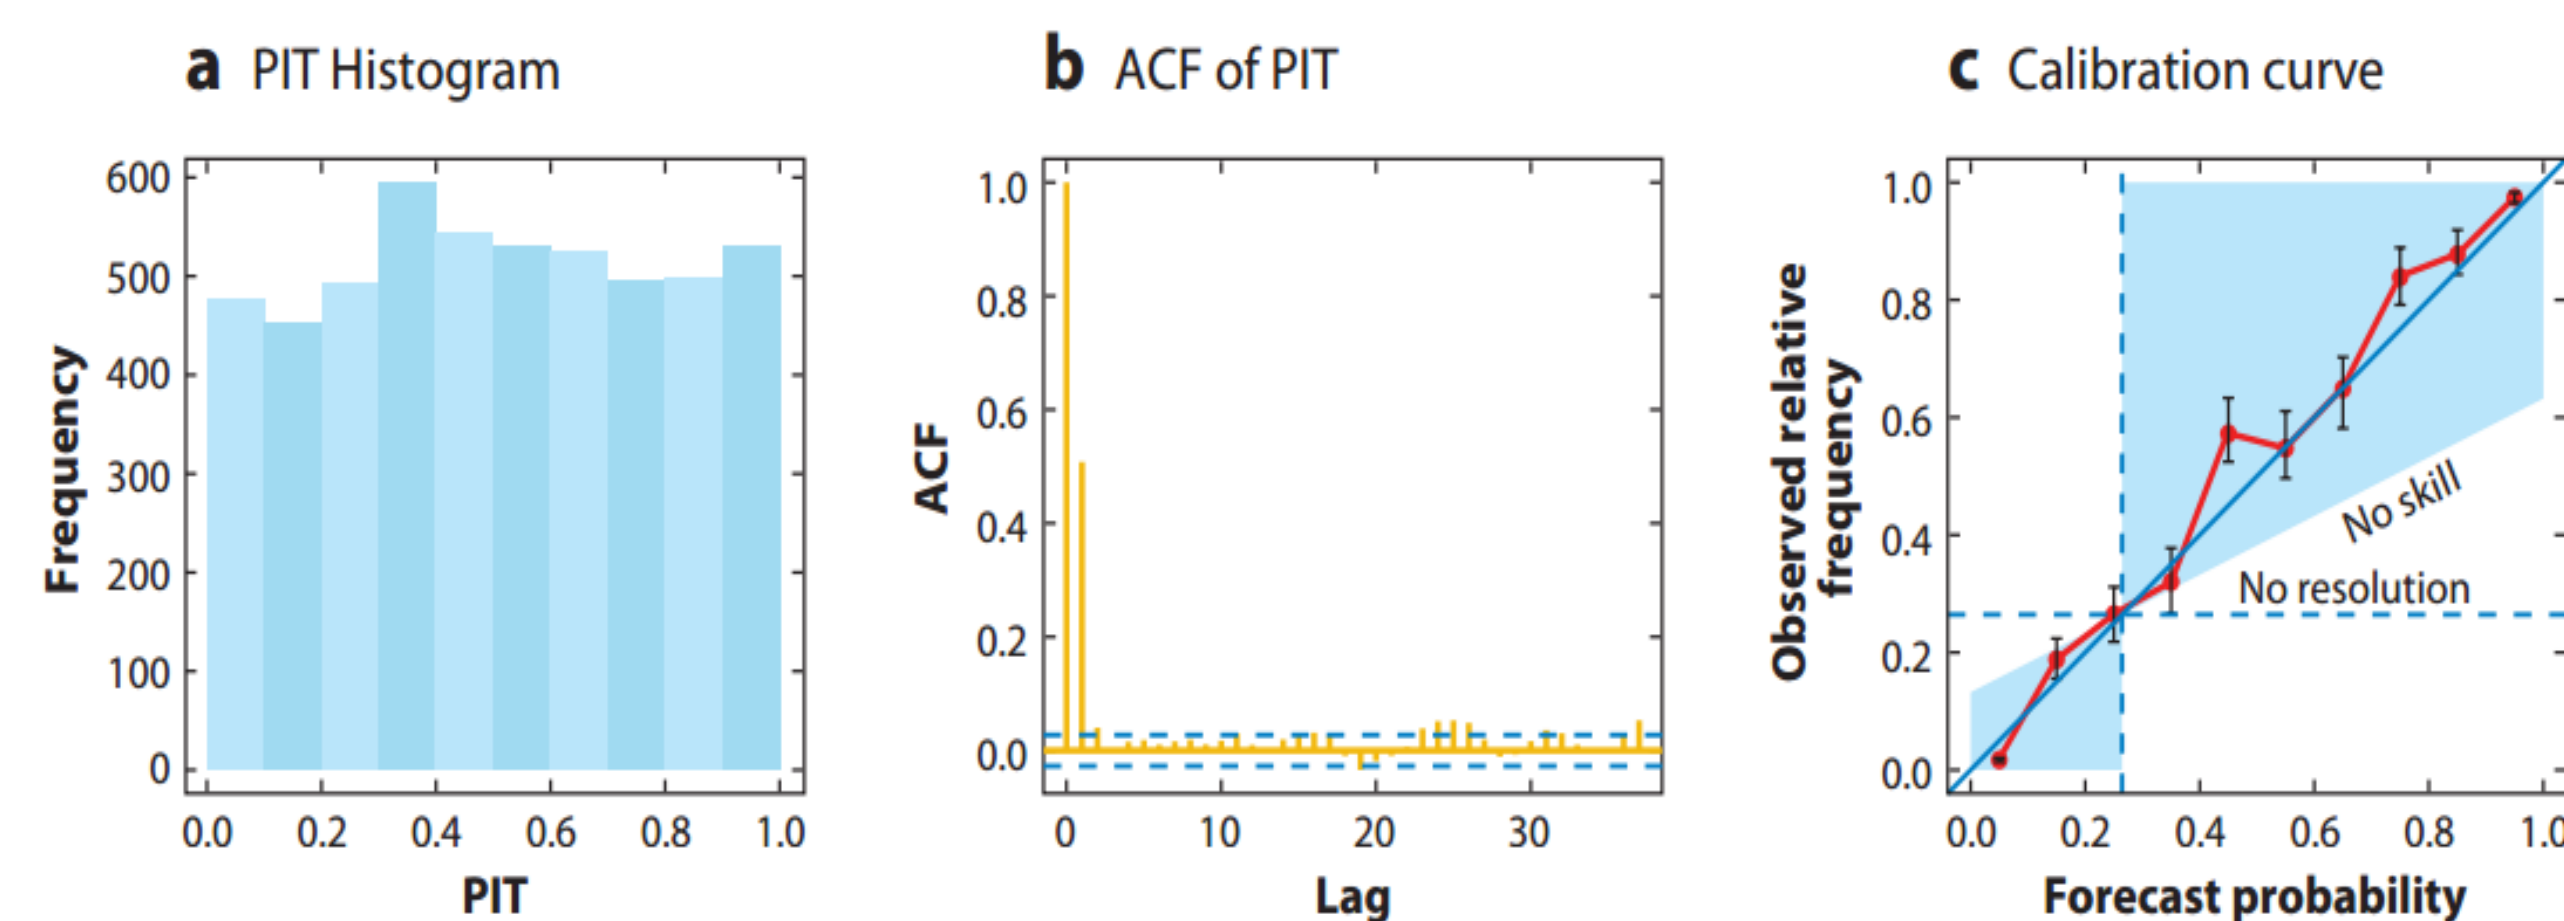 a PIT Histogram
600
500
400
300
200
100
0
Frequency
0.0 0.2 0.4 0.6 0.8 1.0
PIT
b ACF of PIT
1.0
0.8
0.6
0.4
0.2
0.0
ACF
0 10 20 30
Lag
c Calibration curve
1.0
0.8
0.6
0.4
0.2
0.0
Observed relative
frequency
No skill
No resolution
0.0 0.2 0.4 0.6 0.8 1.0
Forecast probability